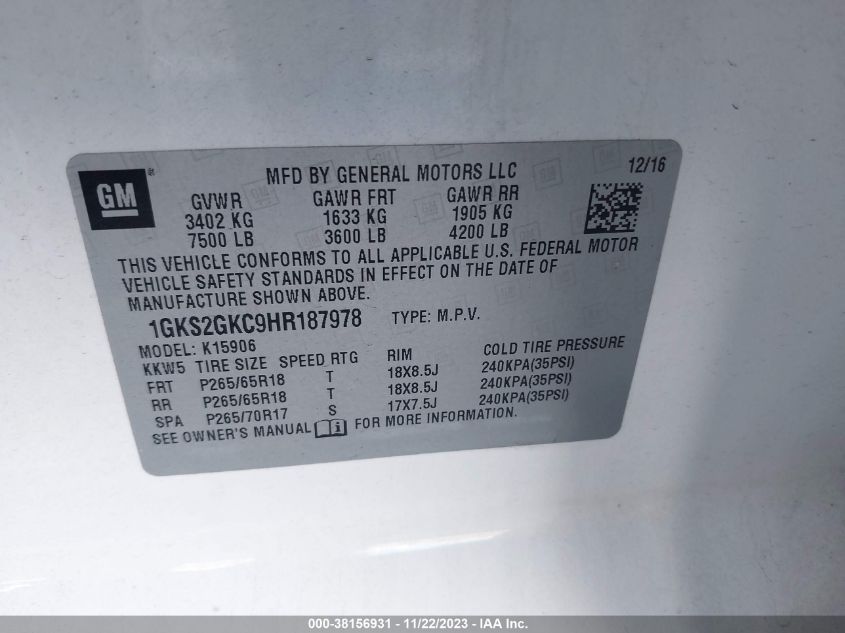 GM
MFD BY GENERAL MOTORS LLC 12/16
GVWR GAWR FRT GAWR RR
3402 KG 1633 KG 1905 KG
7500 LB 3600 LB 4200 LB
THIS VEHICLE CONFORMS TO ALL APPLICABLE U.S. FEDERAL MOTOR
VEHICLE SAFETY STANDARDS IN EFFECT ON THE DATE OF
MANUFACTURE SHOWN ABOVE.
1GKS2GKC9HR187978 TYPE: M.P.V.
MODEL: K15906
KKW5 TIRE SIZE SPEED RTG RIM COLD TIRE PRESSURE
FRT P265/65R18 T 18X8.5J 240KPA(35PSI)
RR P265/65R18 T 18X8.5J 240KPA(35PSI)
SPA P265/70R17 S 17X7.5J 240KPA(35PSI)
SEE OWNER'S MANUAL i FOR MORE INFORMATION.
000-38156931 - 11/22/2023 - IAA Inc.